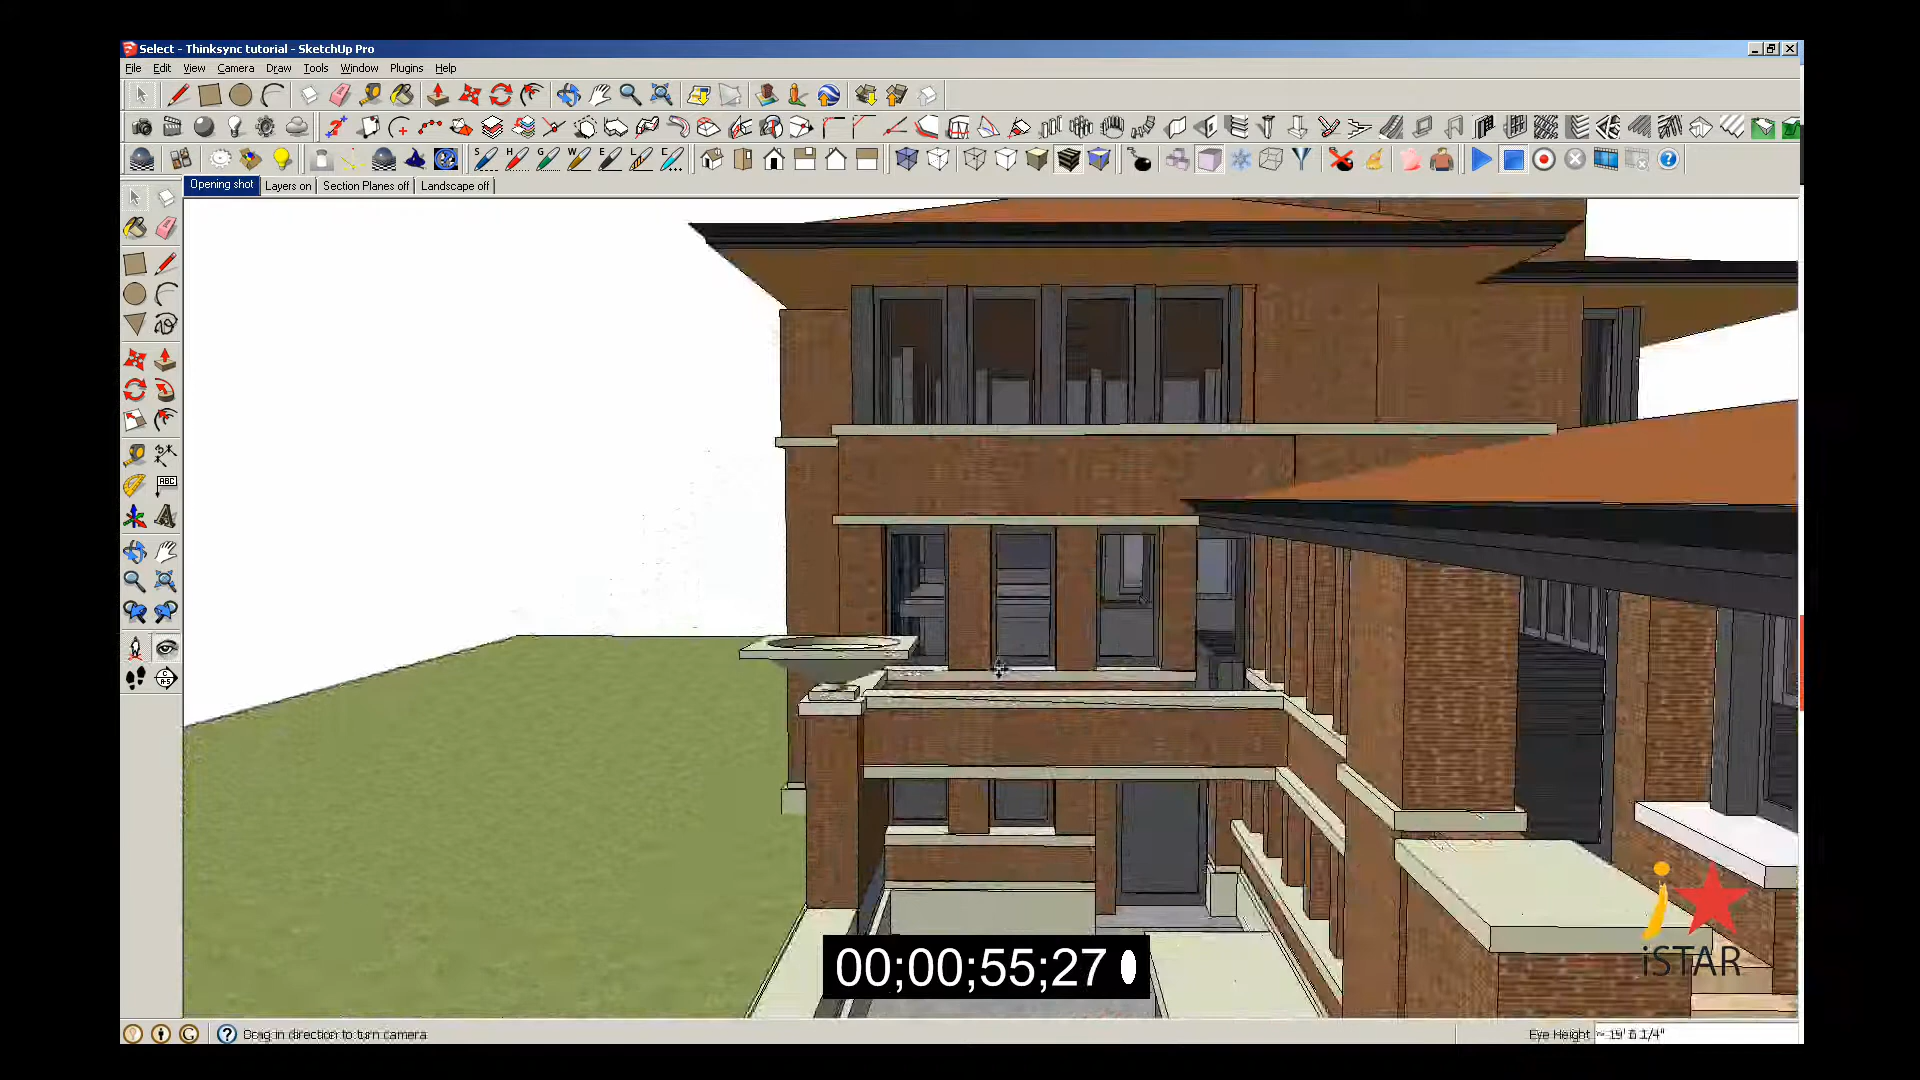 Select - Thinksync tutorial - SketchUp Pro
File Edit View Camera Draw Tools Window Plugins Help
Opening shot Layers on Section Planes off Landscape off
ABC
iSTAR
00;00;55;27
Drag in direction to turn camera
Eye Height